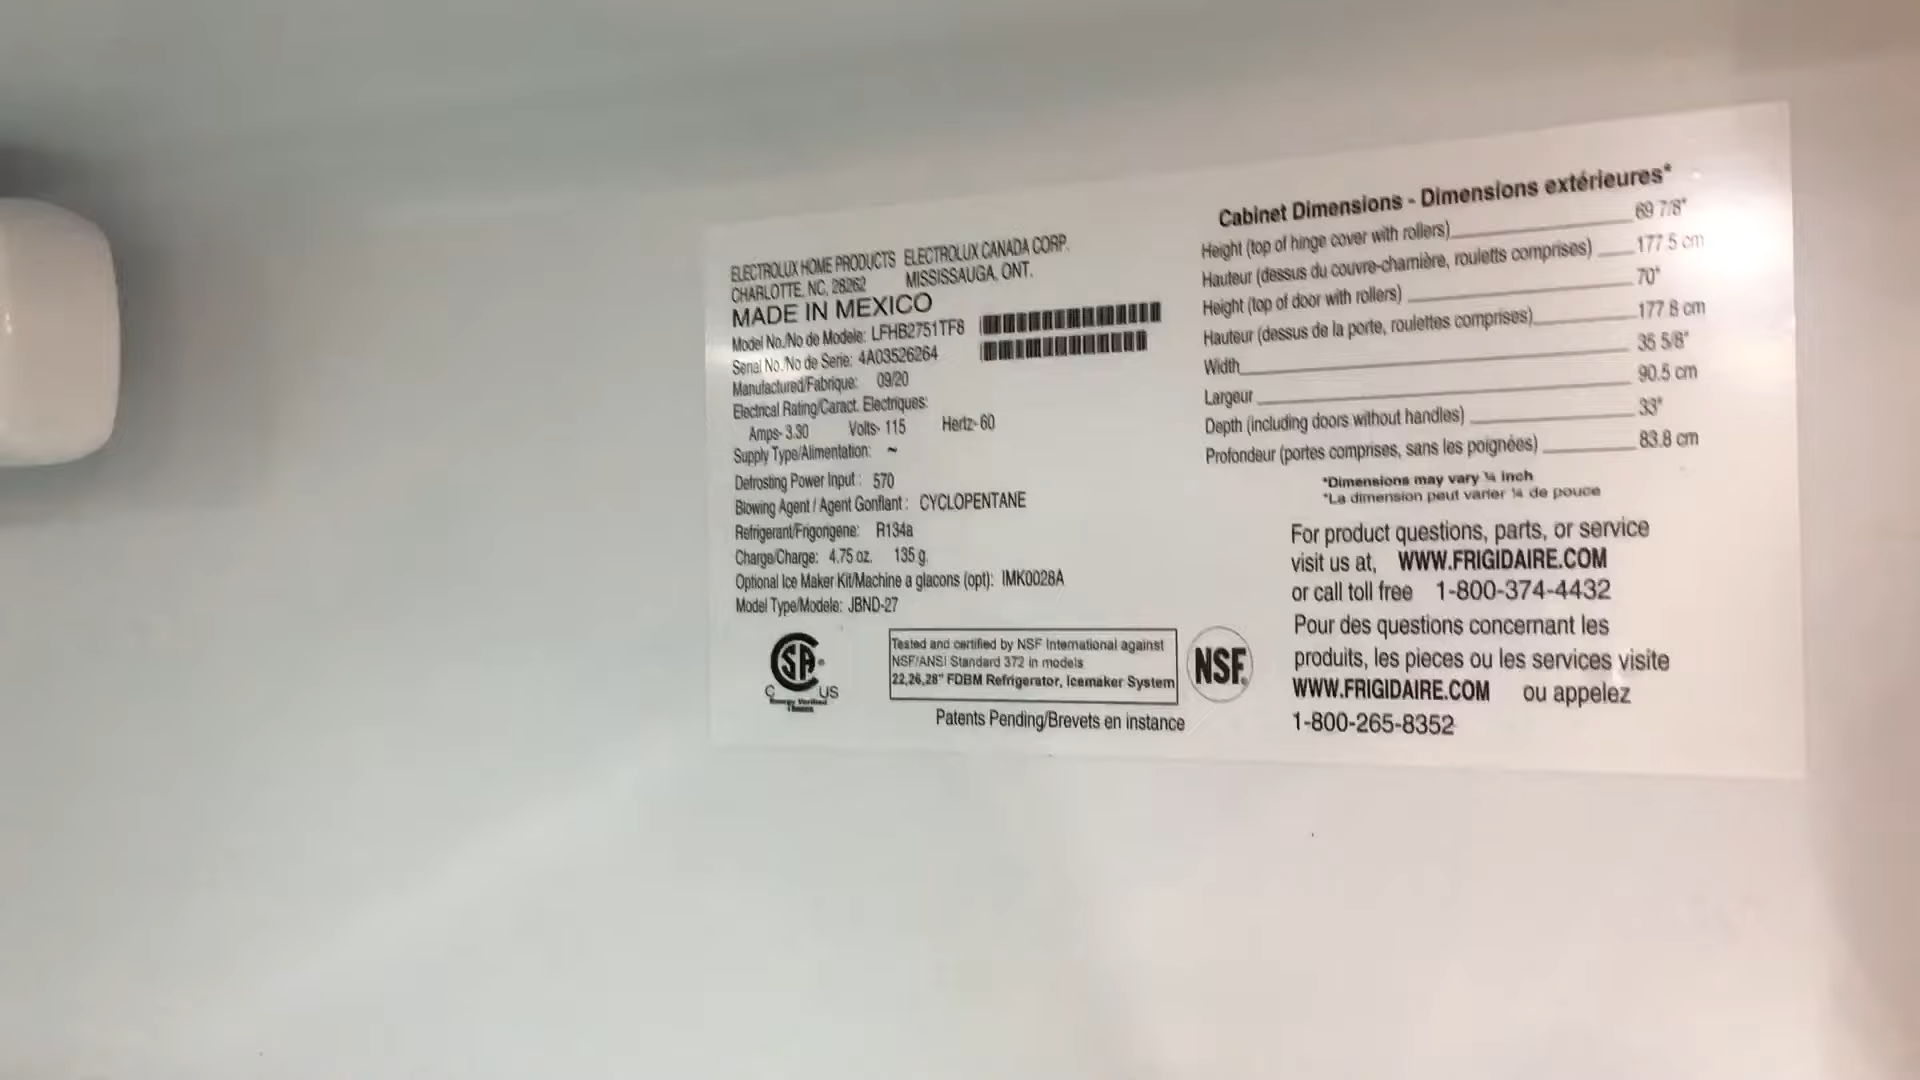 ELECTROLUX HOME PRODUCTS ELECTROLUX CANADA CORP.
CHARLOTTE, NC, 28262 MISSISSAUGA, ONT.
MADE IN MEXICO
Model No./No de Modele: LFHB2751TF8
Serial No./No de Serie: 4A03526264
Manufactured/Fabrique: 09/20
Electrical Rating/Caract. Electriques:
Amps- 3.30 Volts- 115 Hertz- 60
Supply Type/Alimentation: ~
Defrosting Power Input : 570
Blowing Agent / Agent Gonflant : CYCLOPENTANE
Refrigerant/Frigorigene: R134a
Charge/Charge: 4.75 oz. 135 g.
Optional Ice Maker Kit/Machine a glacons (opt): IMK0028A
Model Type/Modele: JBND-27
SA
C US
Energy Verified
Tested and certified by NSF International against
NSF/ANSI Standard 372 in models
22,26,28" FDBM Refrigerator, Icemaker System
NSF
Patents Pending/Brevets en instance
Cabinet Dimensions - Dimensions extérieures*
Height (top of hinge cover with rollers) 69 7/8"
Hauteur (dessus du couvre-charnière, rouletts comprises) 177.5 cm
Height (top of door with rollers) 70"
Hauteur (dessus de la porte, roulettes comprises) 177.8 cm
Width 35 5/8"
Largeur 90.5 cm
Depth (including doors without handles) 33"
Profondeur (portes comprises, sans les poignées) 83.8 cm
*Dimensions may vary ¼ inch
*La dimension peut varier ¼ de pouce
For product questions, parts, or service
visit us at, WWW.FRIGIDAIRE.COM
or call toll free 1-800-374-4432
Pour des questions concernant les
produits, les pieces ou les services visite
WWW.FRIGIDAIRE.COM ou appelez
1-800-265-8352